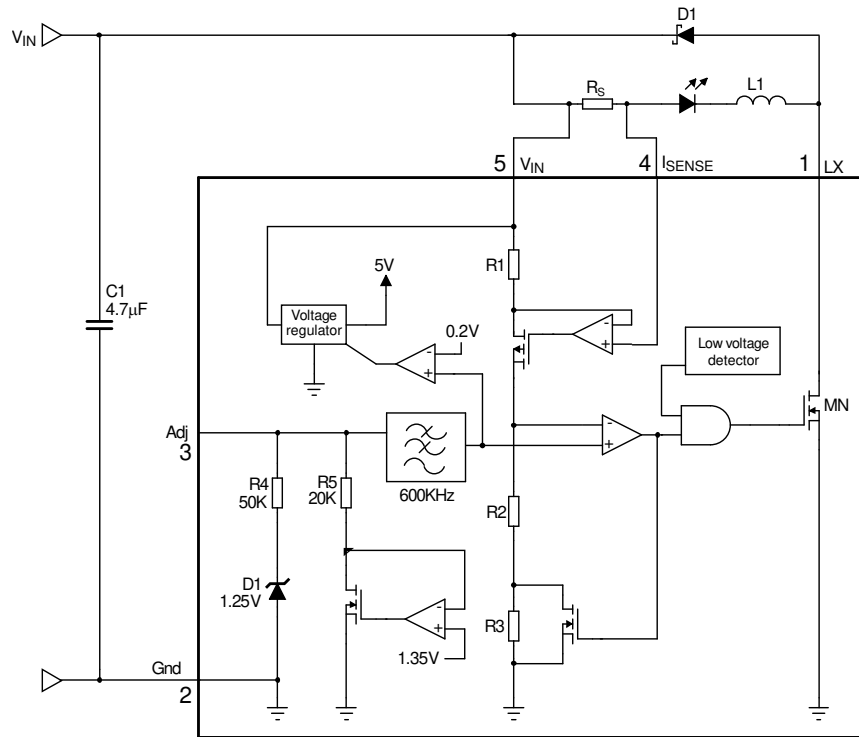 D1
VIN
RS
L1
5 VIN
4 ISENSE
1 LX
R1
5V
C1
4.7µF
Voltage
regulator
0.2V
Low voltage
detector
MN
Adj
3
R4
50K
R5
20K
600KHz
R2
D1
1.25V
R3
1.35V
Gnd
2